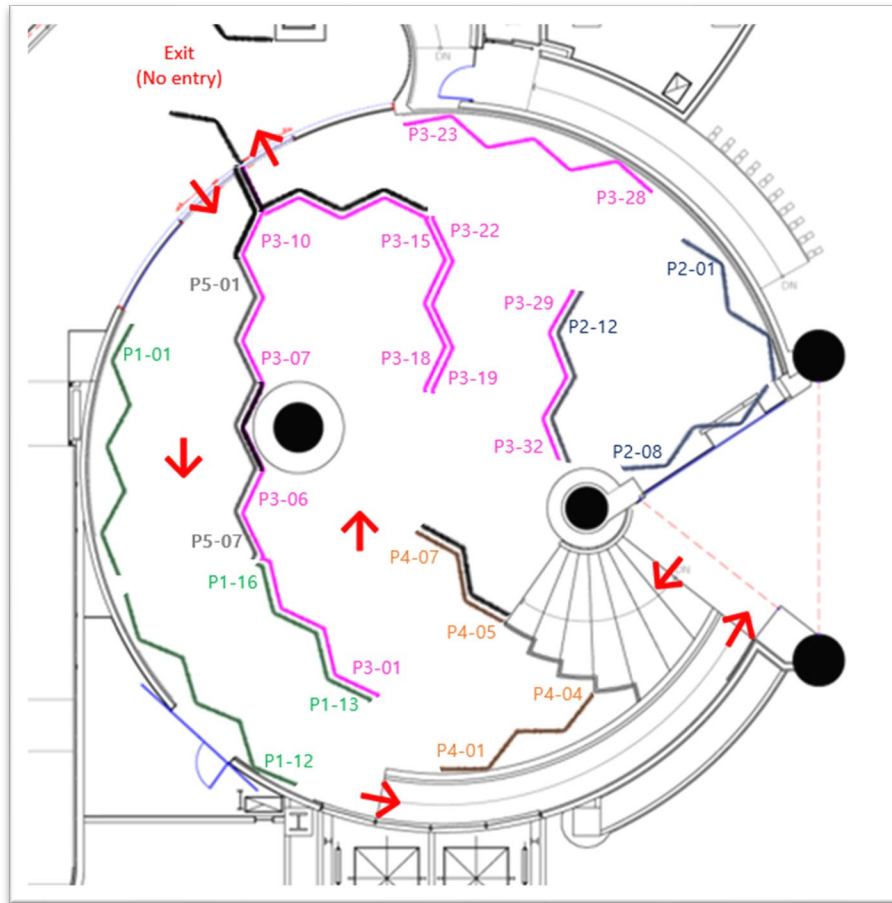 Exit
(No entry)
DN
P3-23
P3-28
P3-10
P3-15
P3-22
P2-01
P5-01
DN
P3-29
P2-12
P1-01
P3-07
P3-18
P3-19
P3-32
P2-08
P3-06
P5-07
P4-07
P1-16
DN
P4-05
P3-01
P4-04
P1-13
P4-01
P1-12